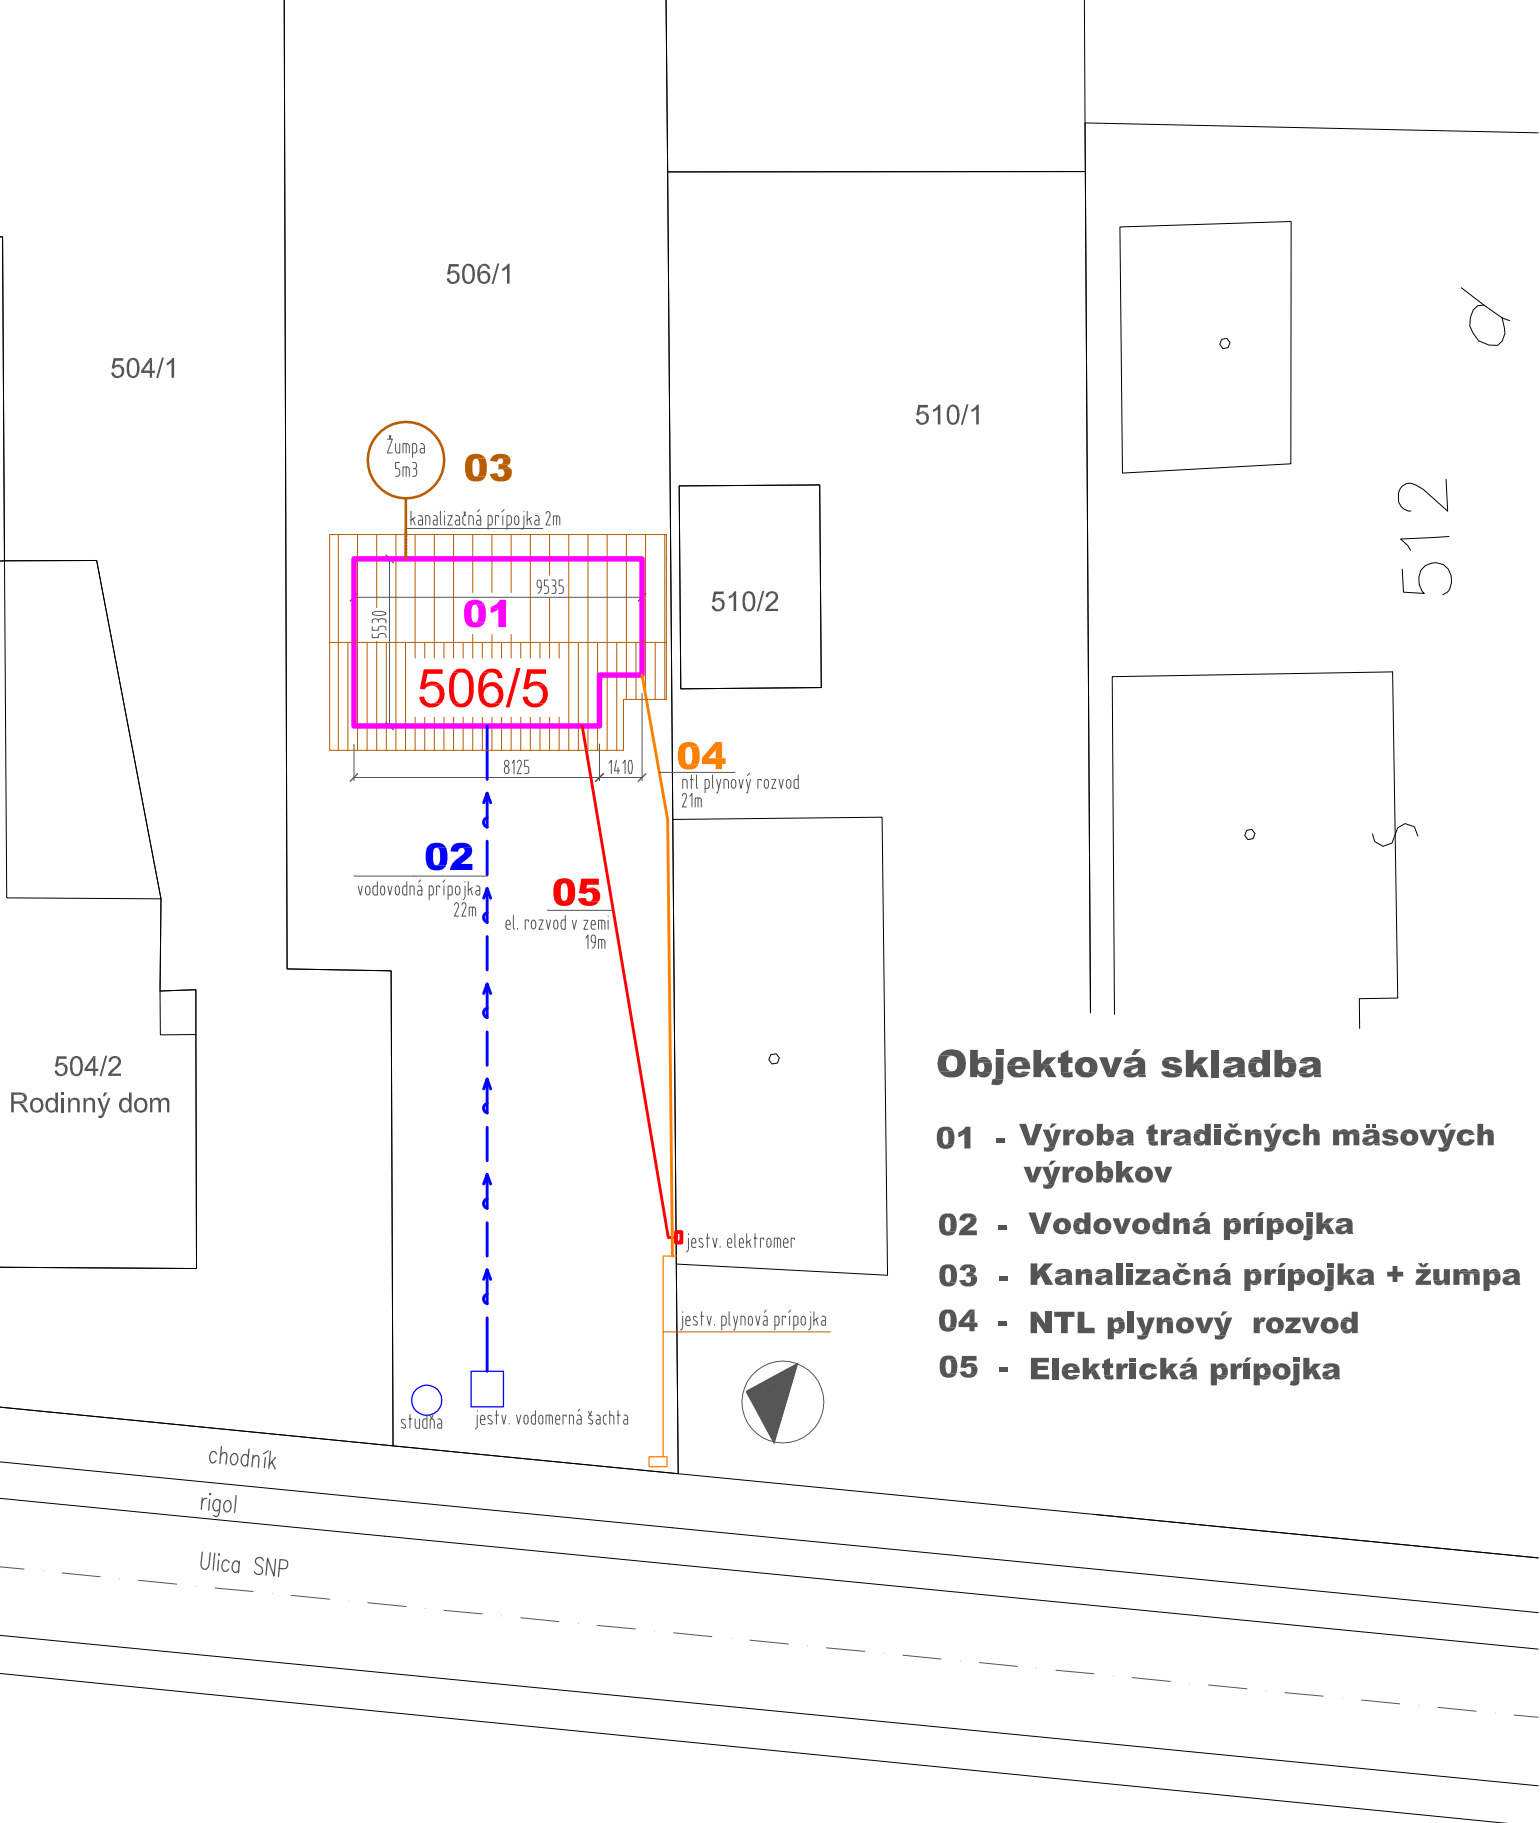 506/1
504/1
510/1
d
512
Žumpa
5m3
03
kanalizačná prípojka 2m
9535
5530
01
510/2
506/5
8125
1410
04
ntl plynový rozvod
21m
02
vodovodná prípojka
22m
05
el. rozvod v zemi
19m
s
504/2
Rodinný dom
Objektová skladba
01 - Výroba tradičných mäsových
výrobkov
02 - Vodovodná prípojka
03 - Kanalizačná prípojka + žumpa
04 - NTL plynový rozvod
05 - Elektrická prípojka
jestv. elektromer
jestv. plynová prípojka
studňa
jestv. vodomerná šachta
chodník
rigol
Ulica SNP